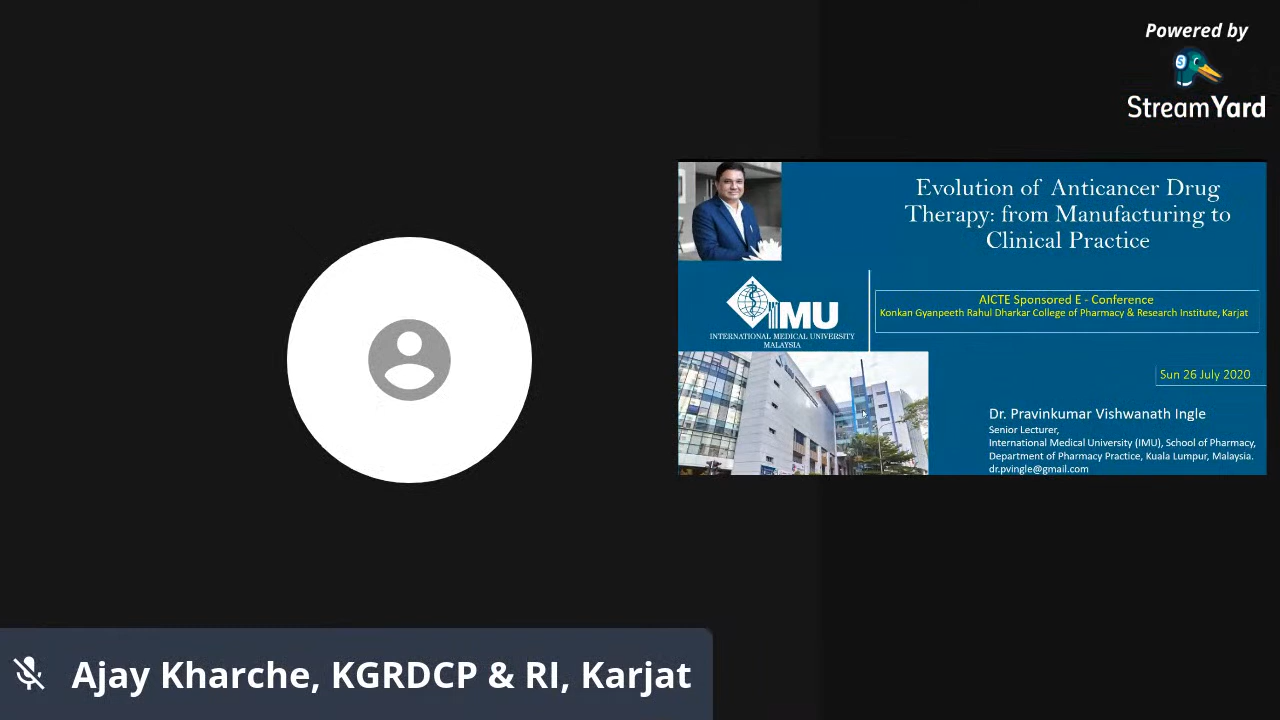 Powered by
StreamYard
Evolution of Anticancer Drug
Therapy: from Manufacturing to
Clinical Practice
IMU
INTERNATIONAL MEDICAL UNIVERSITY
MALAYSIA
AICTE Sponsored E - Conference
Konkan Gyanpeeth Rahul Dharkar College of Pharmacy & Research Institute, Karjat
Sun 26 July 2020
Dr. Pravinkumar Vishwanath Ingle
Senior Lecturer,
International Medical University (IMU), School of Pharmacy,
Department of Pharmacy Practice, Kuala Lumpur, Malaysia.
dr.pvingle@gmail.com
Ajay Kharche, KGRDCP & RI, Karjat